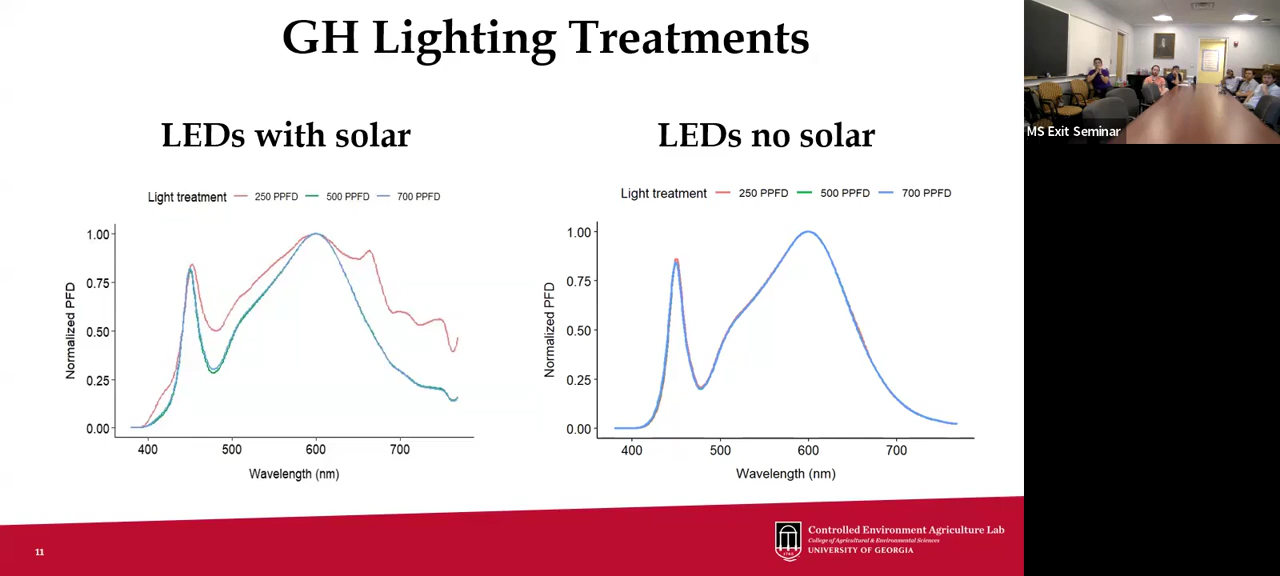 GH Lighting Treatments
LEDs with solar
Light treatment 250 PPFD 500 PPFD 700 PPFD
1.00
0.75
0.50
0.25
0.00
Normalized PFD
400 500 600 700
Wavelength (nm)
LEDs no solar
Light treatment 250 PPFD 500 PPFD 700 PPFD
1.00
0.75
0.50
0.25
0.00
Normalized PFD
400 500 600 700
Wavelength (nm)
11
Controlled Environment Agriculture Lab
College of Agricultural & Environmental Sciences
UNIVERSITY OF GEORGIA
MS Exit Seminar